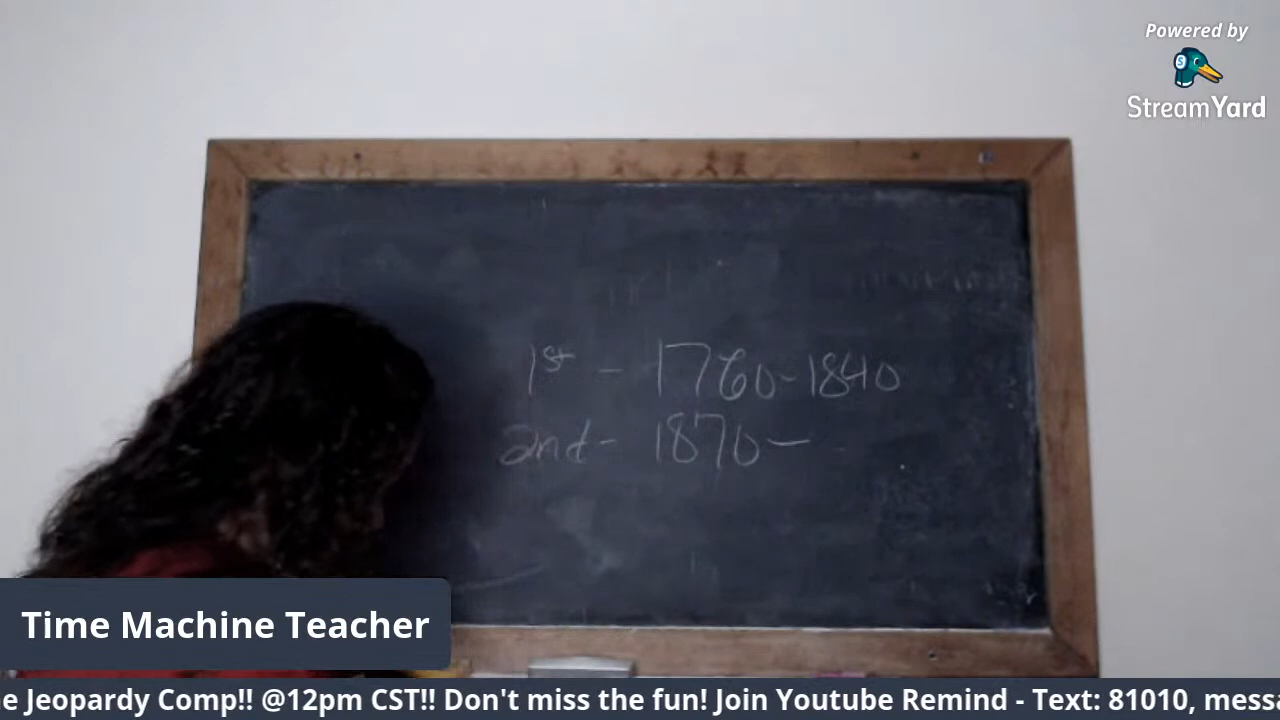 Powered by
StreamYard
1st - 1760-1840
2nd - 1870-
Time Machine Teacher
e Jeopardy Comp!! @12pm CST!! Don't miss the fun! Join Youtube Remind - Text: 81010, messa